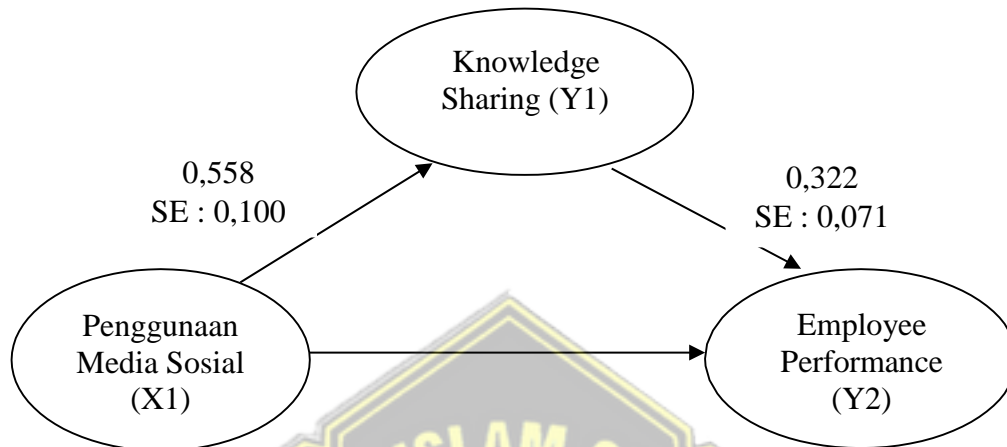 Knowledge
Sharing (Y1)
0,558
SE : 0,100
0,322
SE : 0,071
Penggunaan
Media Sosial
(X1)
Employee
Performance
(Y2)
ISLAM